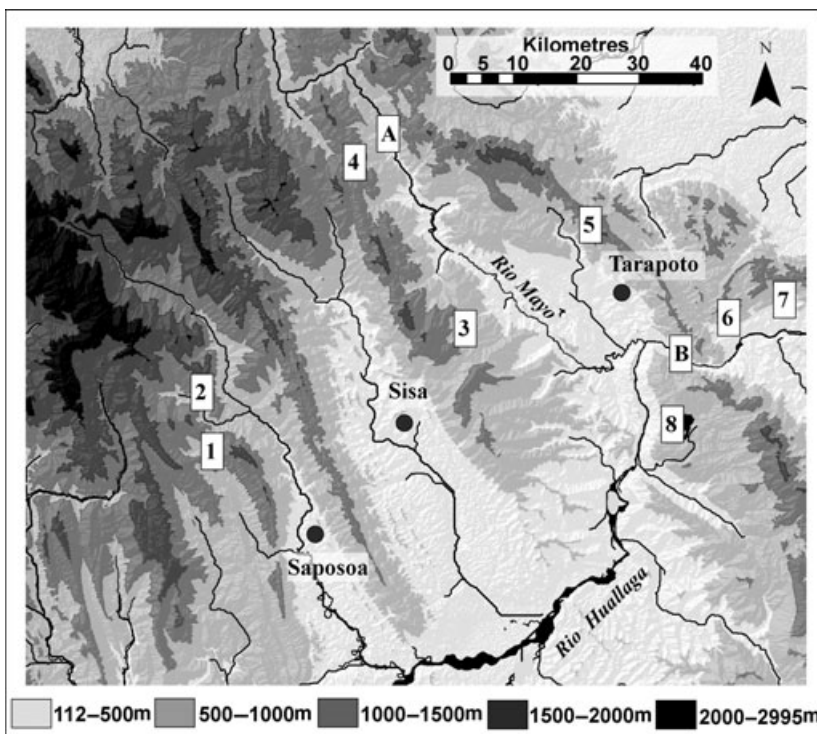 Kilometres
0 5 10 20 30 40
N
A
4
5
Tarapoto
Rio Mayo
7
6
3
B
2
Sisa
8
1
Saposoa
Rio Huallaga
112–500m 500–1000m 1000–1500m 1500–2000m 2000–2995m